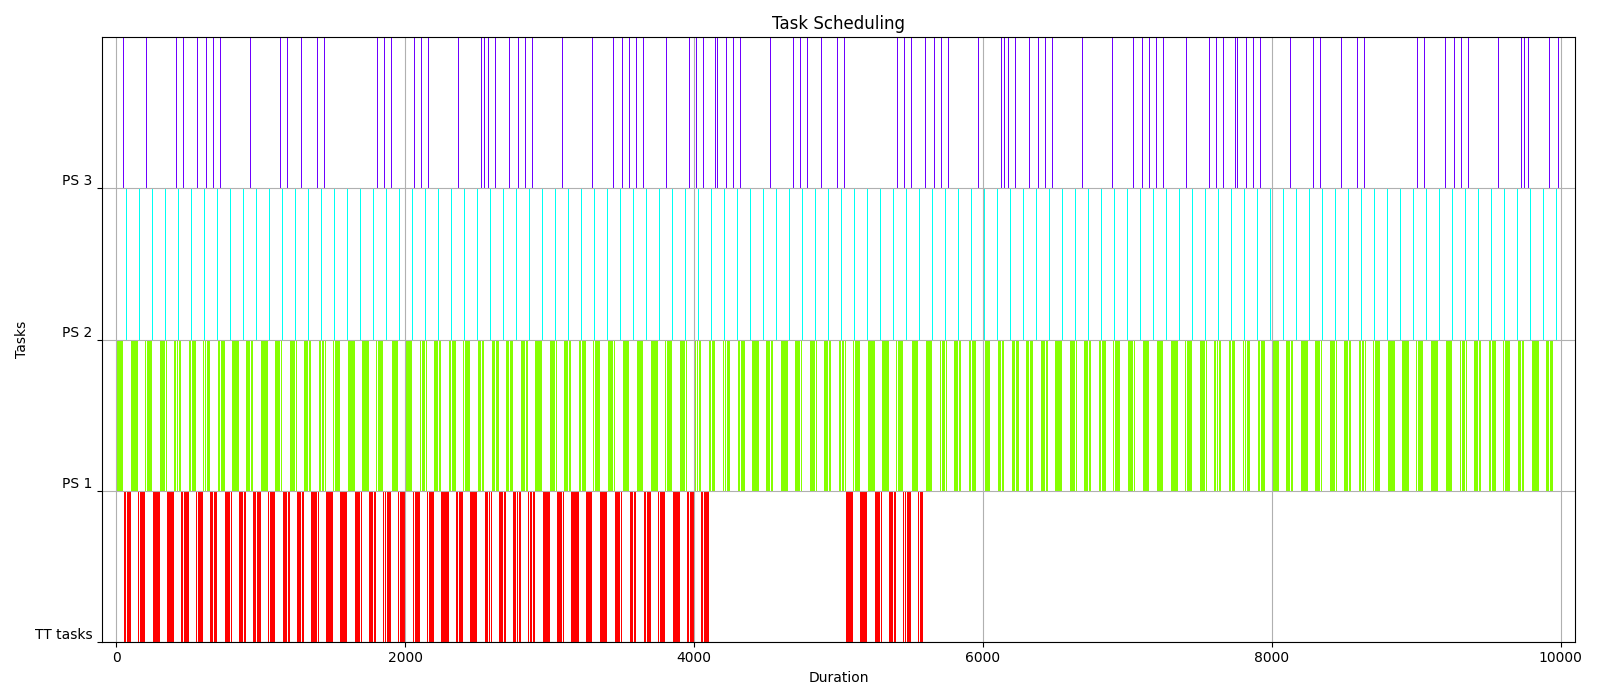 Task Scheduling
PS 3
PS 2
Tasks
PS 1
TT tasks
0 2000 4000 6000 8000 10000
Duration